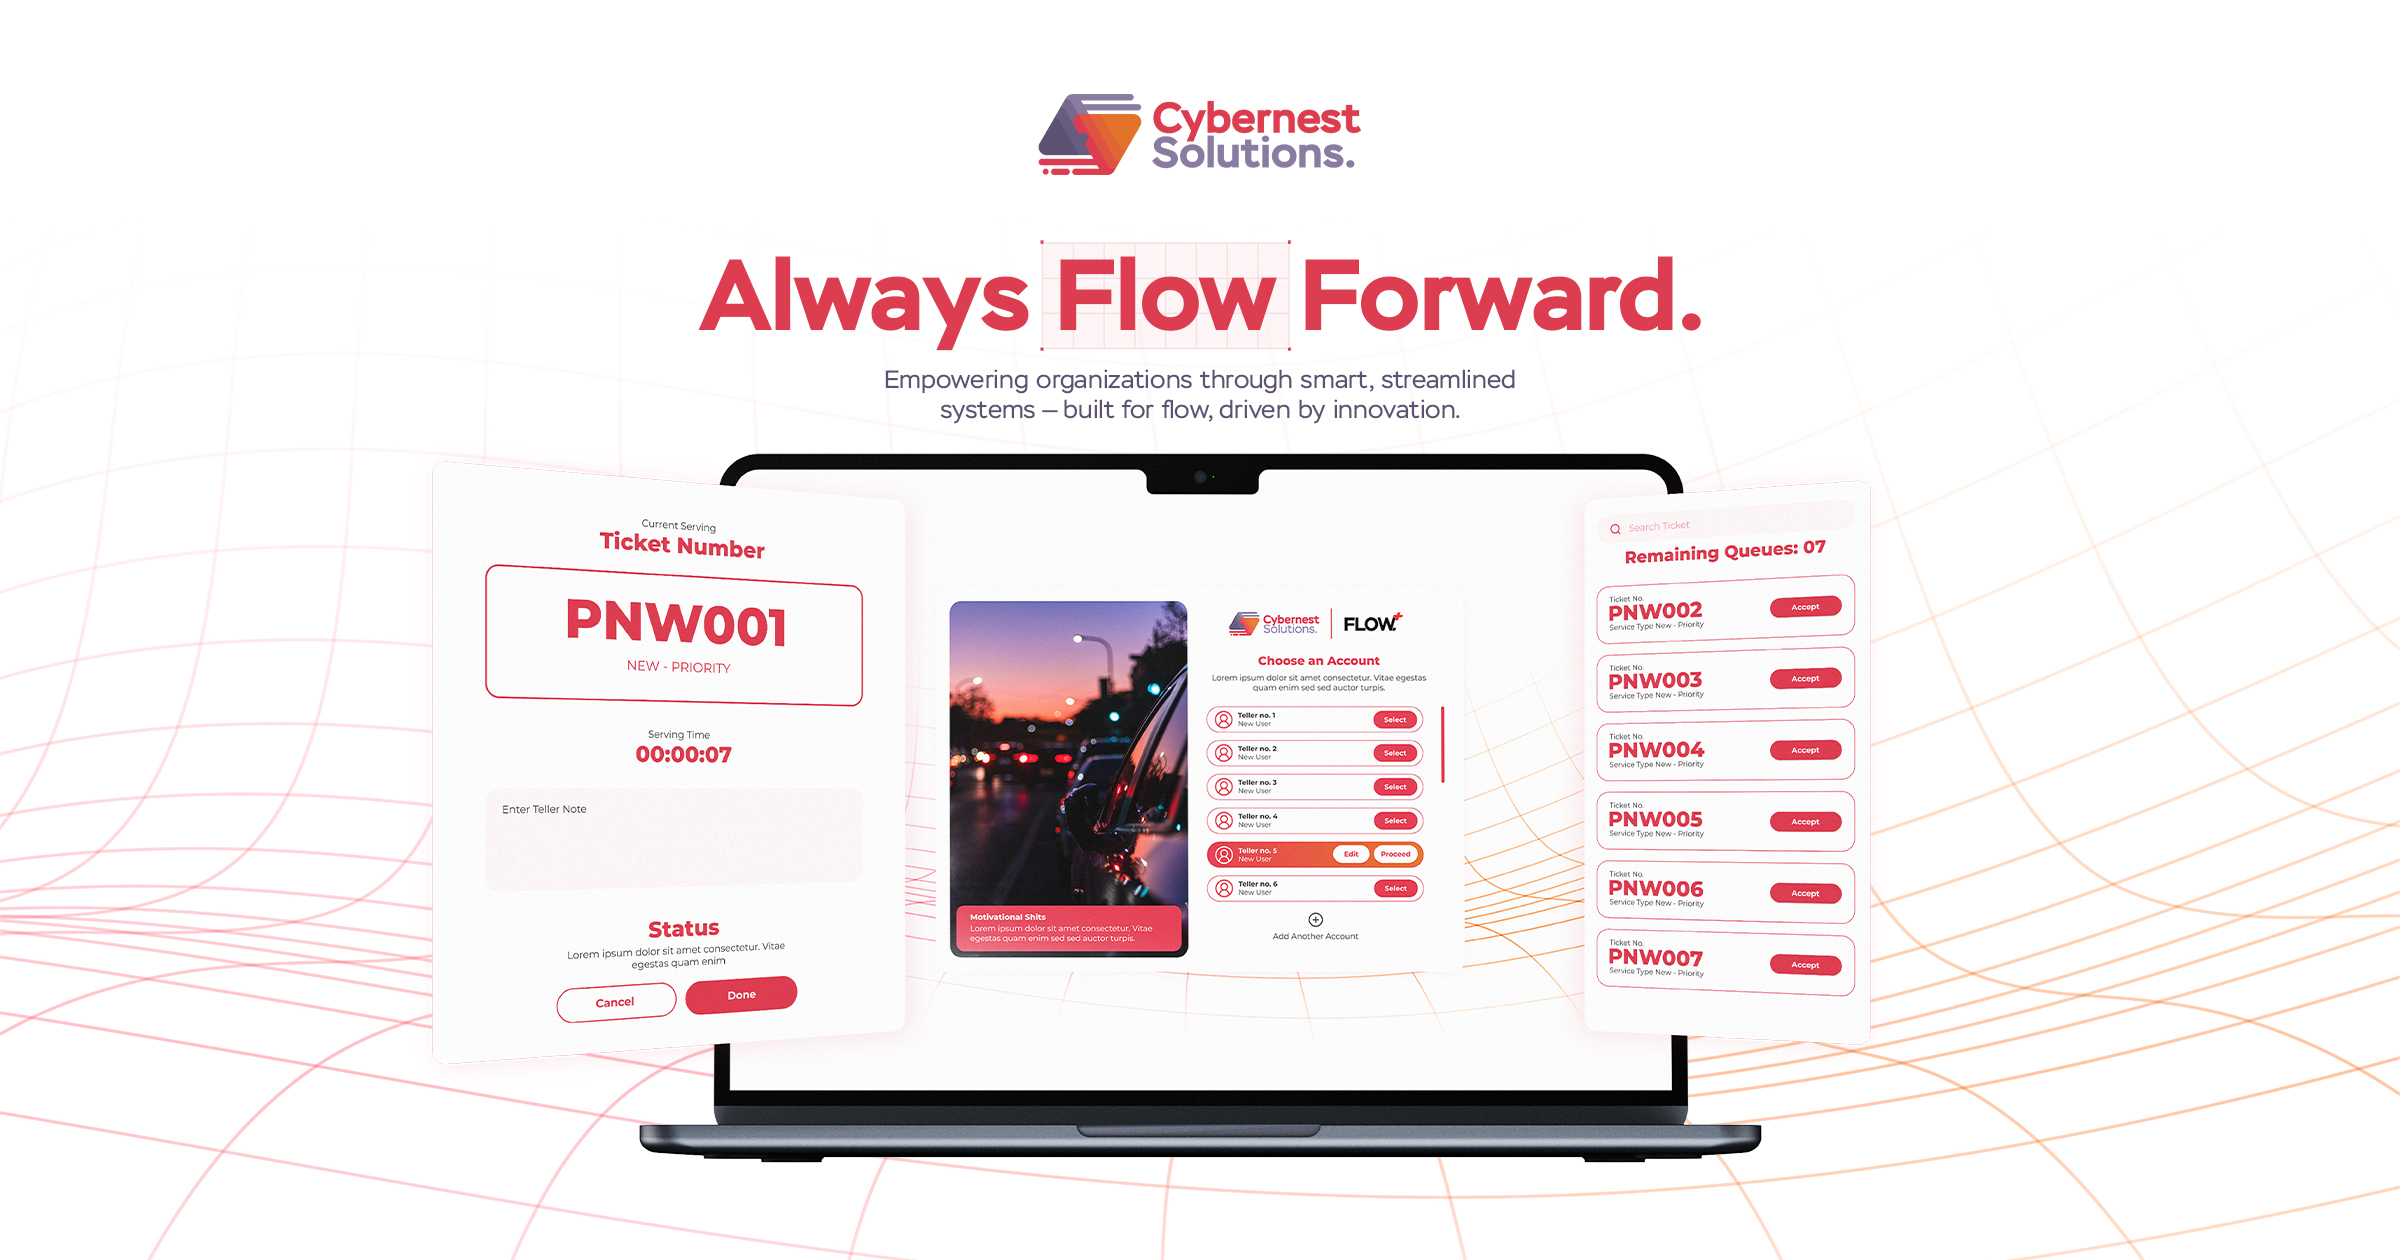 Cybernest
Solutions.
Always Flow Forward.
Empowering organizations through smart, streamlined
systems — built for flow, driven by innovation.
Current Serving
Ticket Number
PNW001
NEW - PRIORITY
Serving Time
00:00:07
Enter Teller Note
Status
Lorem ipsum dolor sit amet consectetur. Vitae
egestas quam enim
Cancel
Done
Motivational Shits
Lorem ipsum dolor sit amet consectetur. Vitae
egestas quam enim sed sed auctor turpis.
Cybernest
Solutions.
FLOW.+
Choose an Account
Lorem ipsum dolor sit amet consectetur. Vitae egestas
quam enim sed sed auctor turpis.
Teller no. 1
New User
Select
Teller no. 2
New User
Select
Teller no. 3
New User
Select
Teller no. 4
New User
Select
Teller no. 5
New User
Edit
Proceed
Teller no. 6
New User
Select
Add Another Account
Search Ticket
Remaining Queues: 07
Ticket No.
PNW002
Service Type New - Priority
Accept
Ticket No.
PNW003
Service Type New - Priority
Accept
Ticket No.
PNW004
Service Type New - Priority
Accept
Ticket No.
PNW005
Service Type New - Priority
Accept
Ticket No.
PNW006
Service Type New - Priority
Accept
Ticket No.
PNW007
Service Type New - Priority
Accept